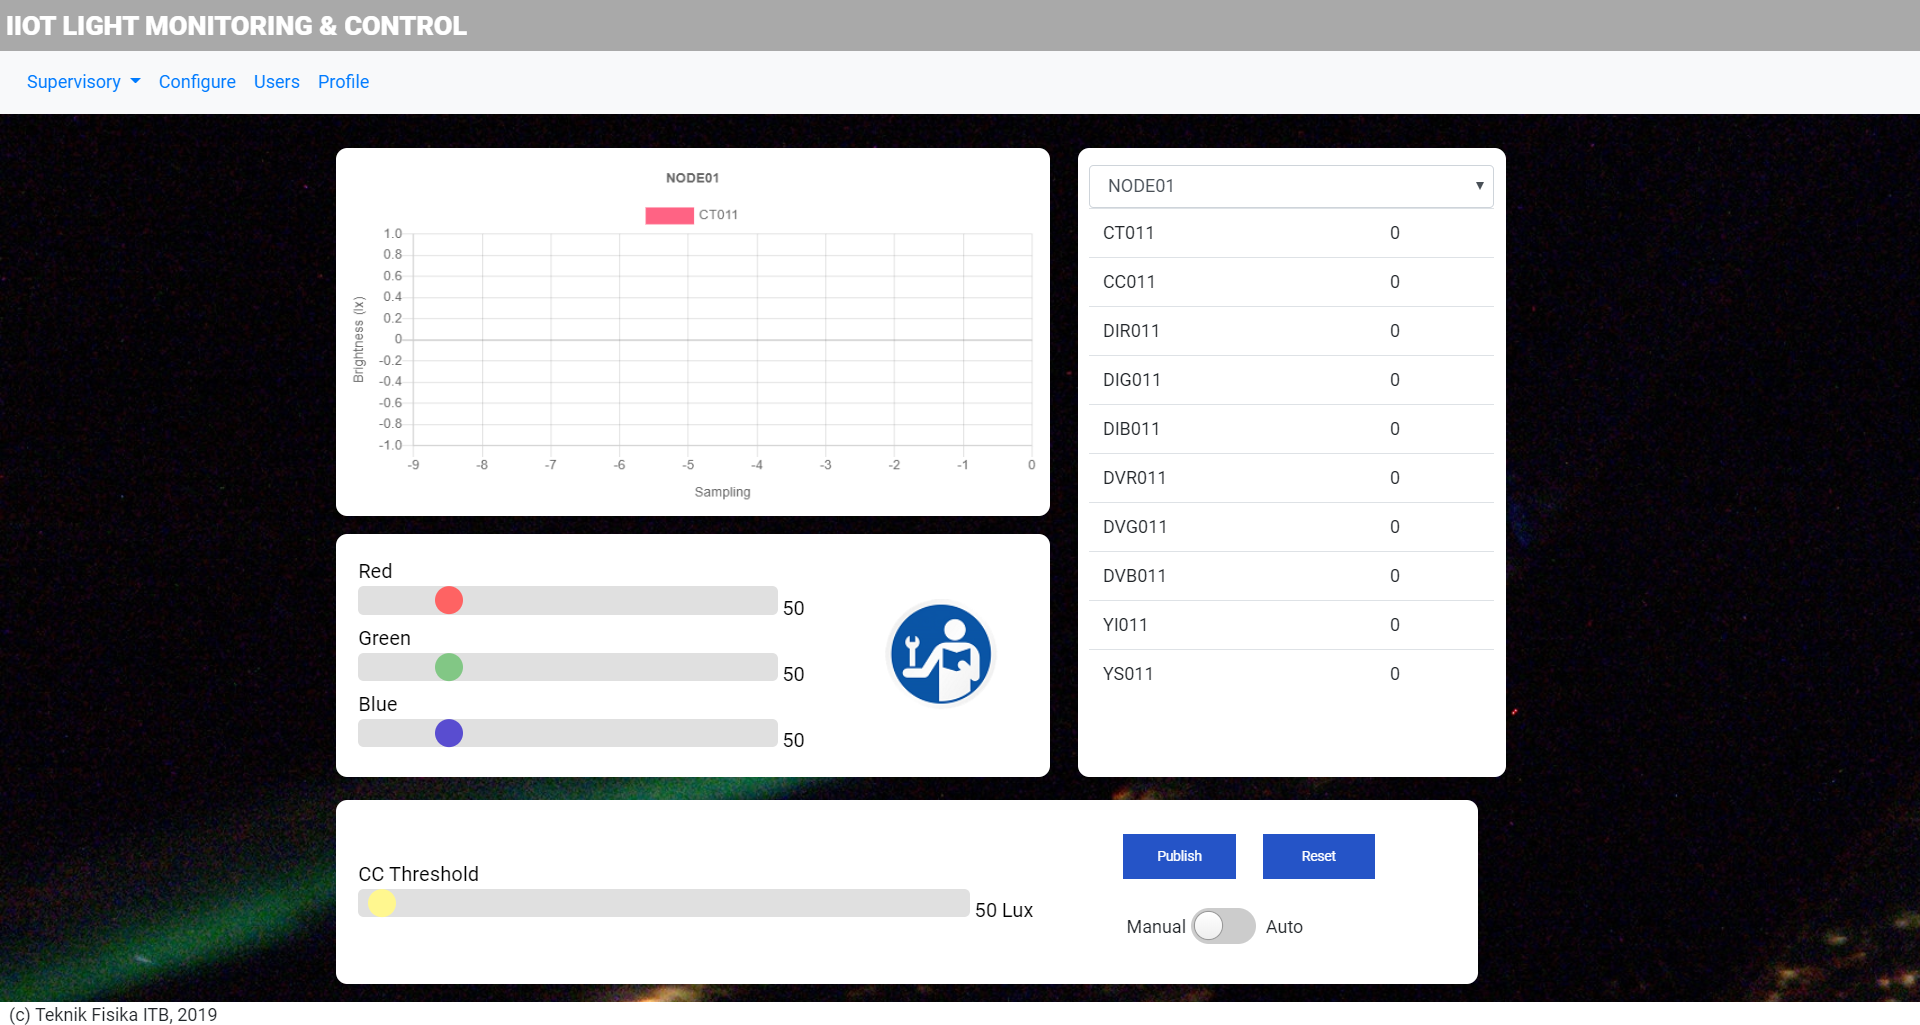 IIOT LIGHT MONITORING & CONTROL
Supervisory Configure Users Profile
NODE01
CT011
1.0
0.8
0.6
0.4
0.2
0
-0.2
-0.4
-0.6
-0.8
-1.0
Brightness (lx)
-9 -8 -7 -6 -5 -4 -3 -2 -1 0
Sampling
NODE01
CT011 0
CC011 0
DIR011 0
DIG011 0
DIB011 0
DVR011 0
DVG011 0
DVB011 0
YI011 0
YS011 0
Red
50
Green
50
Blue
50
CC Threshold
50 Lux
Publish Reset
Manual Auto
(c) Teknik Fisika ITB, 2019